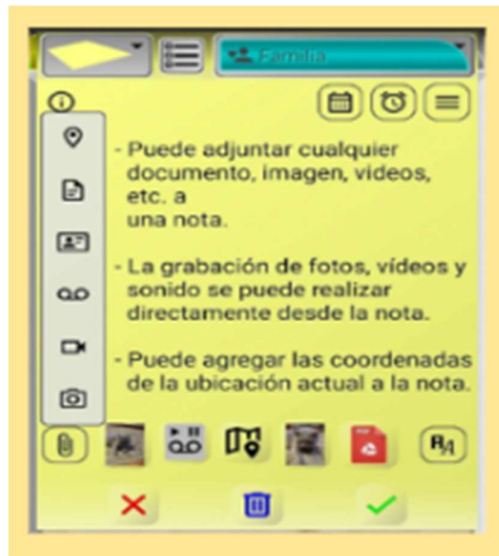 Familia
- Puede adjuntar cualquier
documento, imagen, videos,
etc. a
una nota.
- La grabación de fotos, vídeos y
sonido se puede realizar
directamente desde la nota.
- Puede agregar las coordenadas
de la ubicación actual a la nota.
R/A